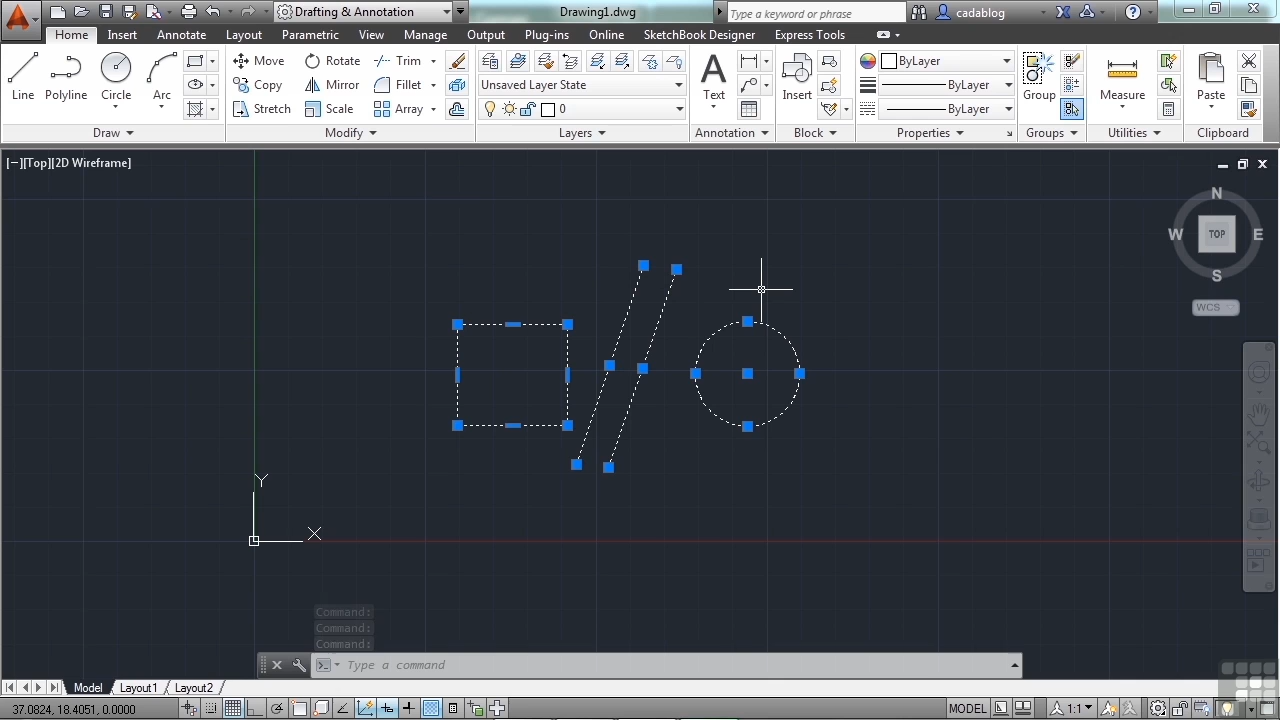 Drafting & Annotation
Drawing1.dwg
Type a keyword or phrase
cadablog
Home Insert Annotate Layout Parametric View Manage Output Plug-ins Online SketchBook Designer Express Tools
Line Polyline Circle Arc
Move Rotate Trim
Copy Mirror Fillet
Stretch Scale Array
Unsaved Layer State
0
Text
Insert
ByLayer
ByLayer
ByLayer
Group
Measure
Paste
Draw Modify Layers Annotation Block Properties Groups Utilities Clipboard
[−][Top][2D Wireframe]
N
W TOP E
S
WCS
Y
X
Command:
Command:
Command:
Type a command
Model Layout1 Layout2
37.0824, 18.4051, 0.0000
MODEL
1:1